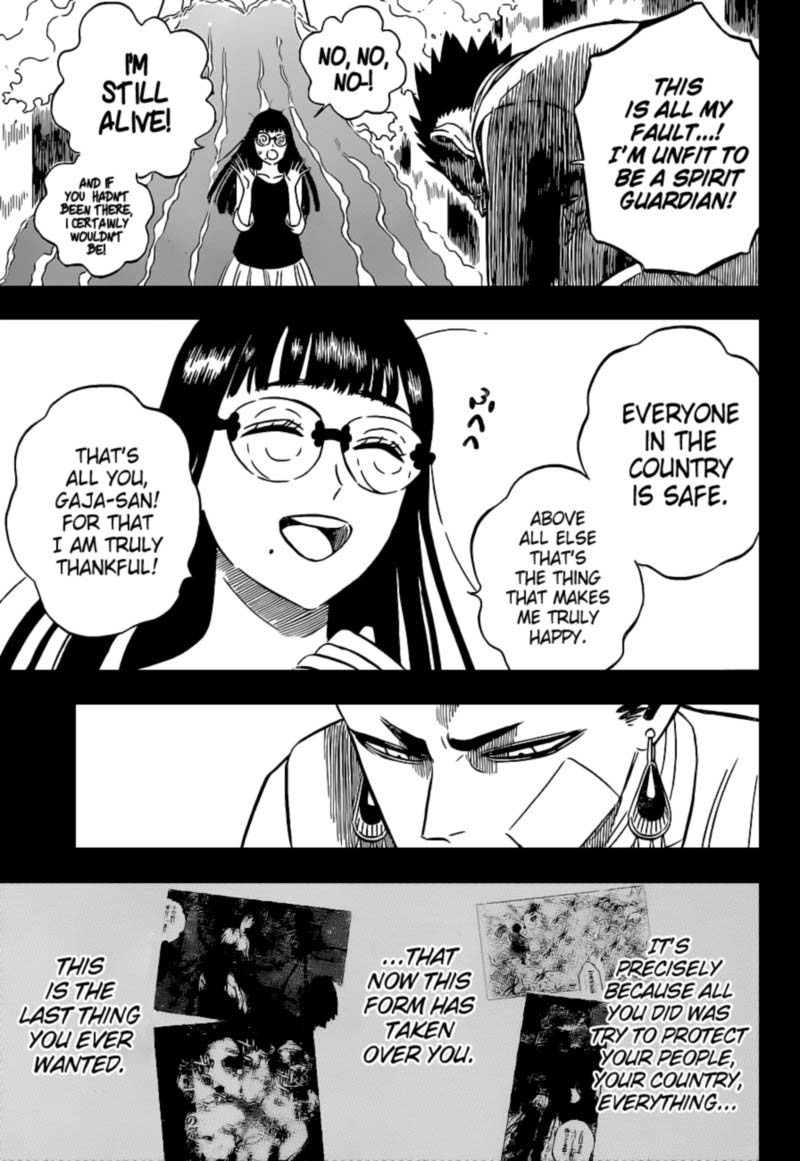 THIS
IS ALL MY
FAULT...!
I'M UNFIT TO
BE A SPIRIT
GUARDIAN!
NO, NO,
NO-!
I'M
STILL
ALIVE!
AND IF
YOU HADN'T
BEEN THERE,
I CERTAINLY
WOULDN'T
BE!
EVERYONE
IN THE
COUNTRY
IS SAFE.
ABOVE
ALL ELSE
THAT'S
THE THING
THAT MAKES
ME TRULY
HAPPY.
THAT'S
ALL YOU,
GAJA-SAN!
FOR THAT
I AM TRULY
THANKFUL!
IT'S
PRECISELY
BECAUSE ALL
YOU DID WAS
TRY TO PROTECT
YOUR PEOPLE,
YOUR COUNTRY,
EVERYTHING...
...THAT
NOW THIS
FORM HAS
TAKEN
OVER YOU.
THIS
IS THE
LAST THING
YOU EVER
WANTED.